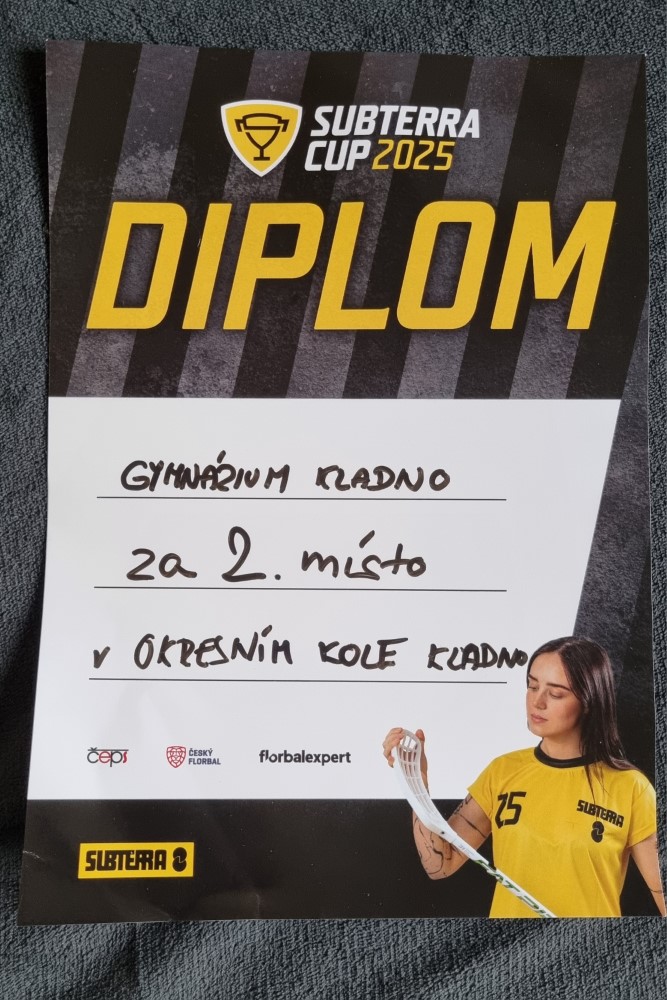 SUBTERRA
CUP 2025
DIPLOM
GYMNÁZIUM KLADNO
za 2. místo
v OKRESNÍM KOLE KLADNO
čeps
ČESKÝ
FLORBAL
florbalexpert
25
SUBTERRA
SUBTERRA